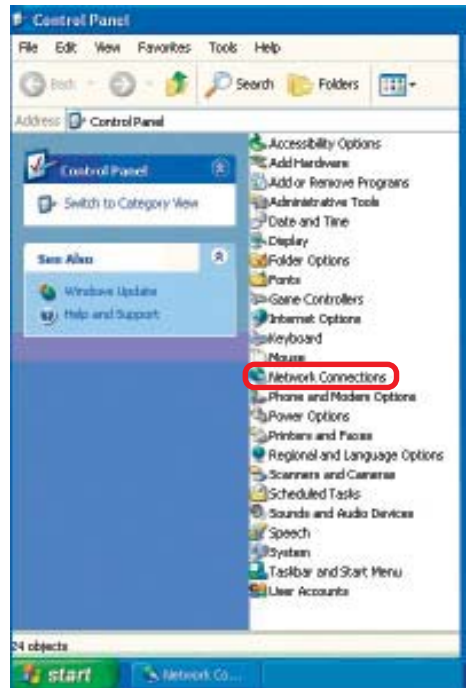 Control Panel
File Edit View Favorites Tools Help
Back Search Folders
Address Control Panel
Control Panel
Switch to Category View
See Also
Windows Update
Help and Support
Accessibility Options
Add Hardware
Add or Remove Programs
Administrative Tools
Date and Time
Display
Folder Options
Fonts
Game Controllers
Internet Options
Keyboard
Mouse
Network Connections
Phone and Modem Options
Power Options
Printers and Faxes
Regional and Language Options
Scanners and Cameras
Scheduled Tasks
Sounds and Audio Devices
Speech
System
Taskbar and Start Menu
User Accounts
24 objects
start Network Co...